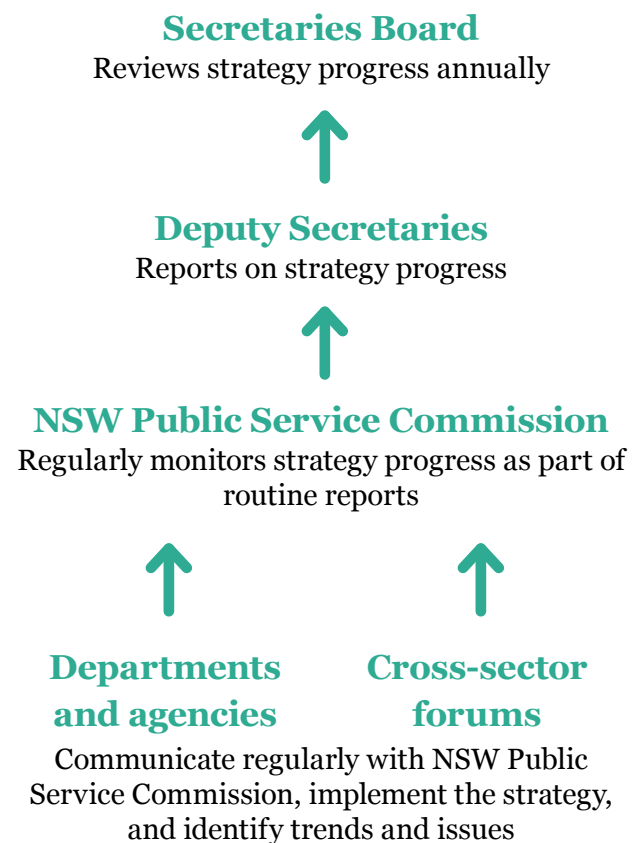 Secretaries Board
Reviews strategy progress annually
Deputy Secretaries
Reports on strategy progress
NSW Public Service Commission
Regularly monitors strategy progress as part of
routine reports
Departments
and agencies
Cross-sector
forums
Communicate regularly with NSW Public
Service Commission, implement the strategy,
and identify trends and issues